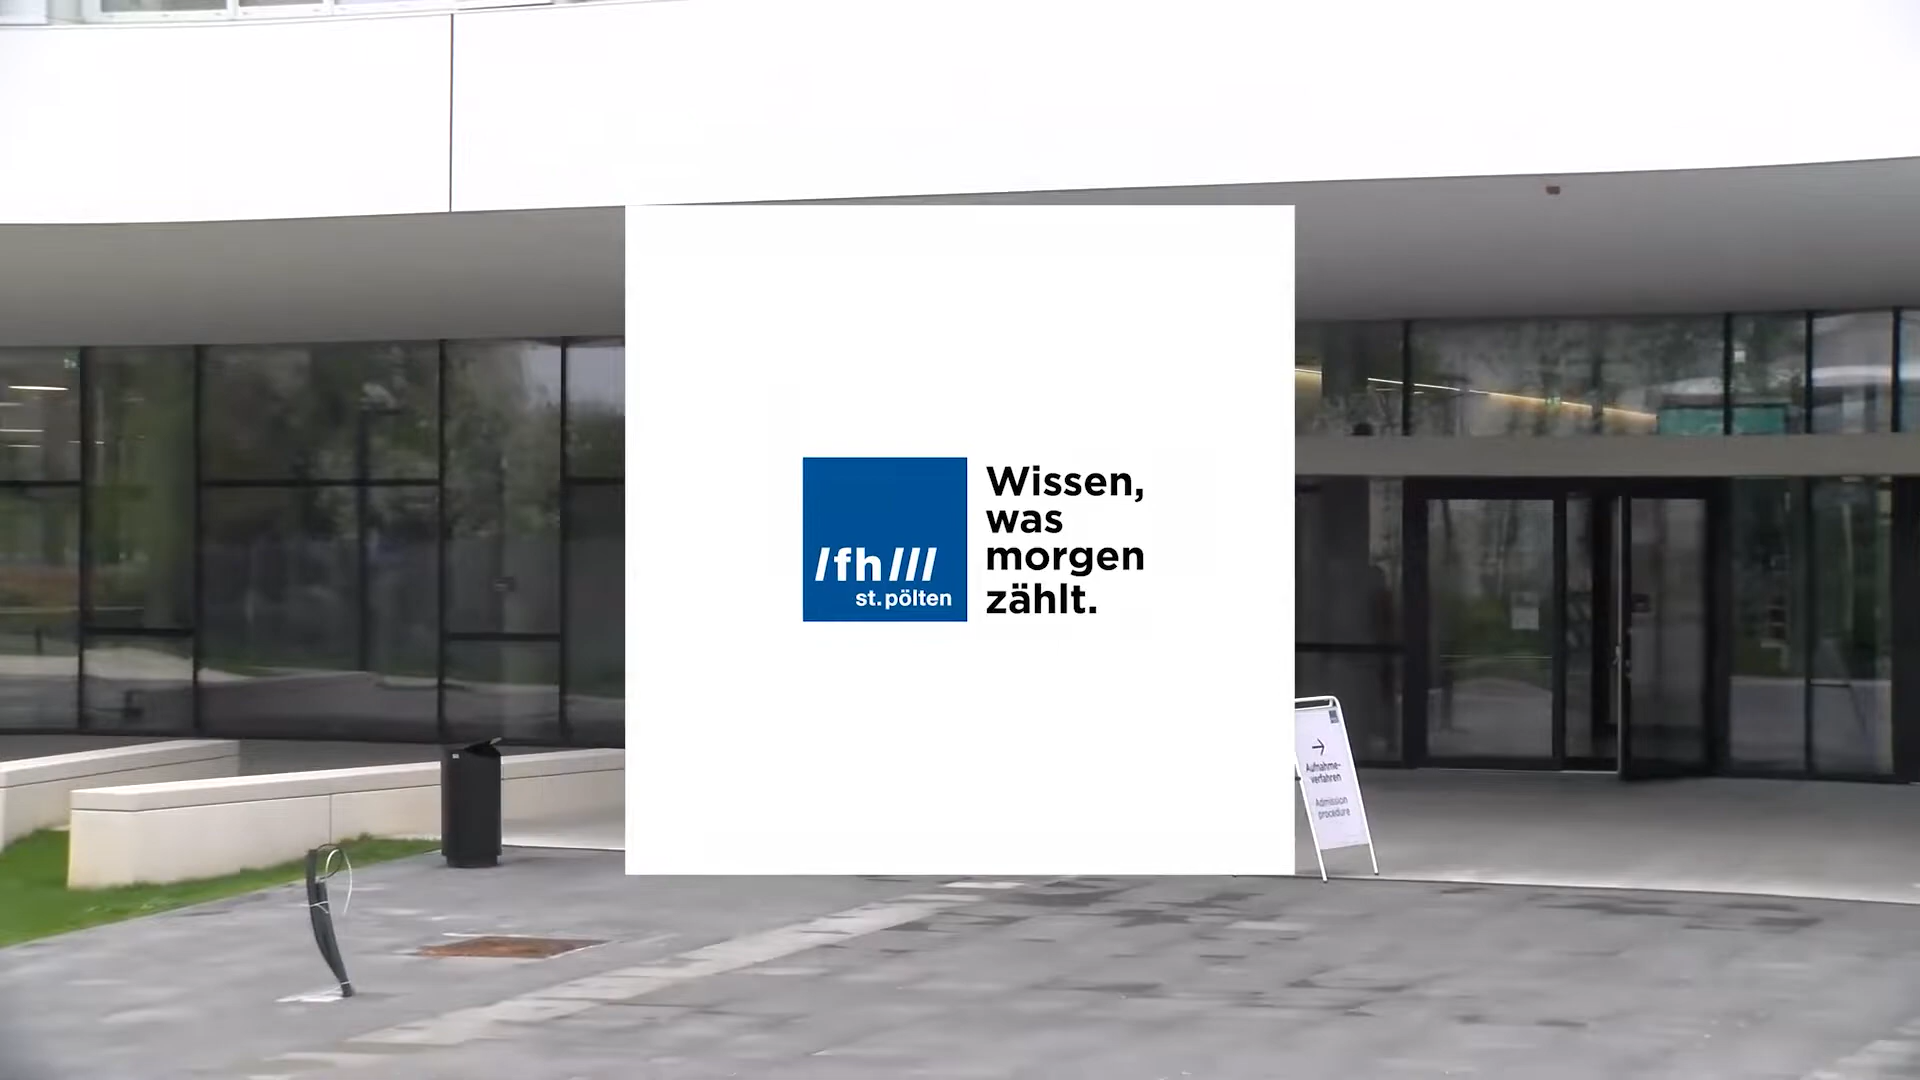 Wissen,
was
morgen
zählt.
/fh///
st. pölten
→
Aufnahme-
verfahren
Admission
procedure